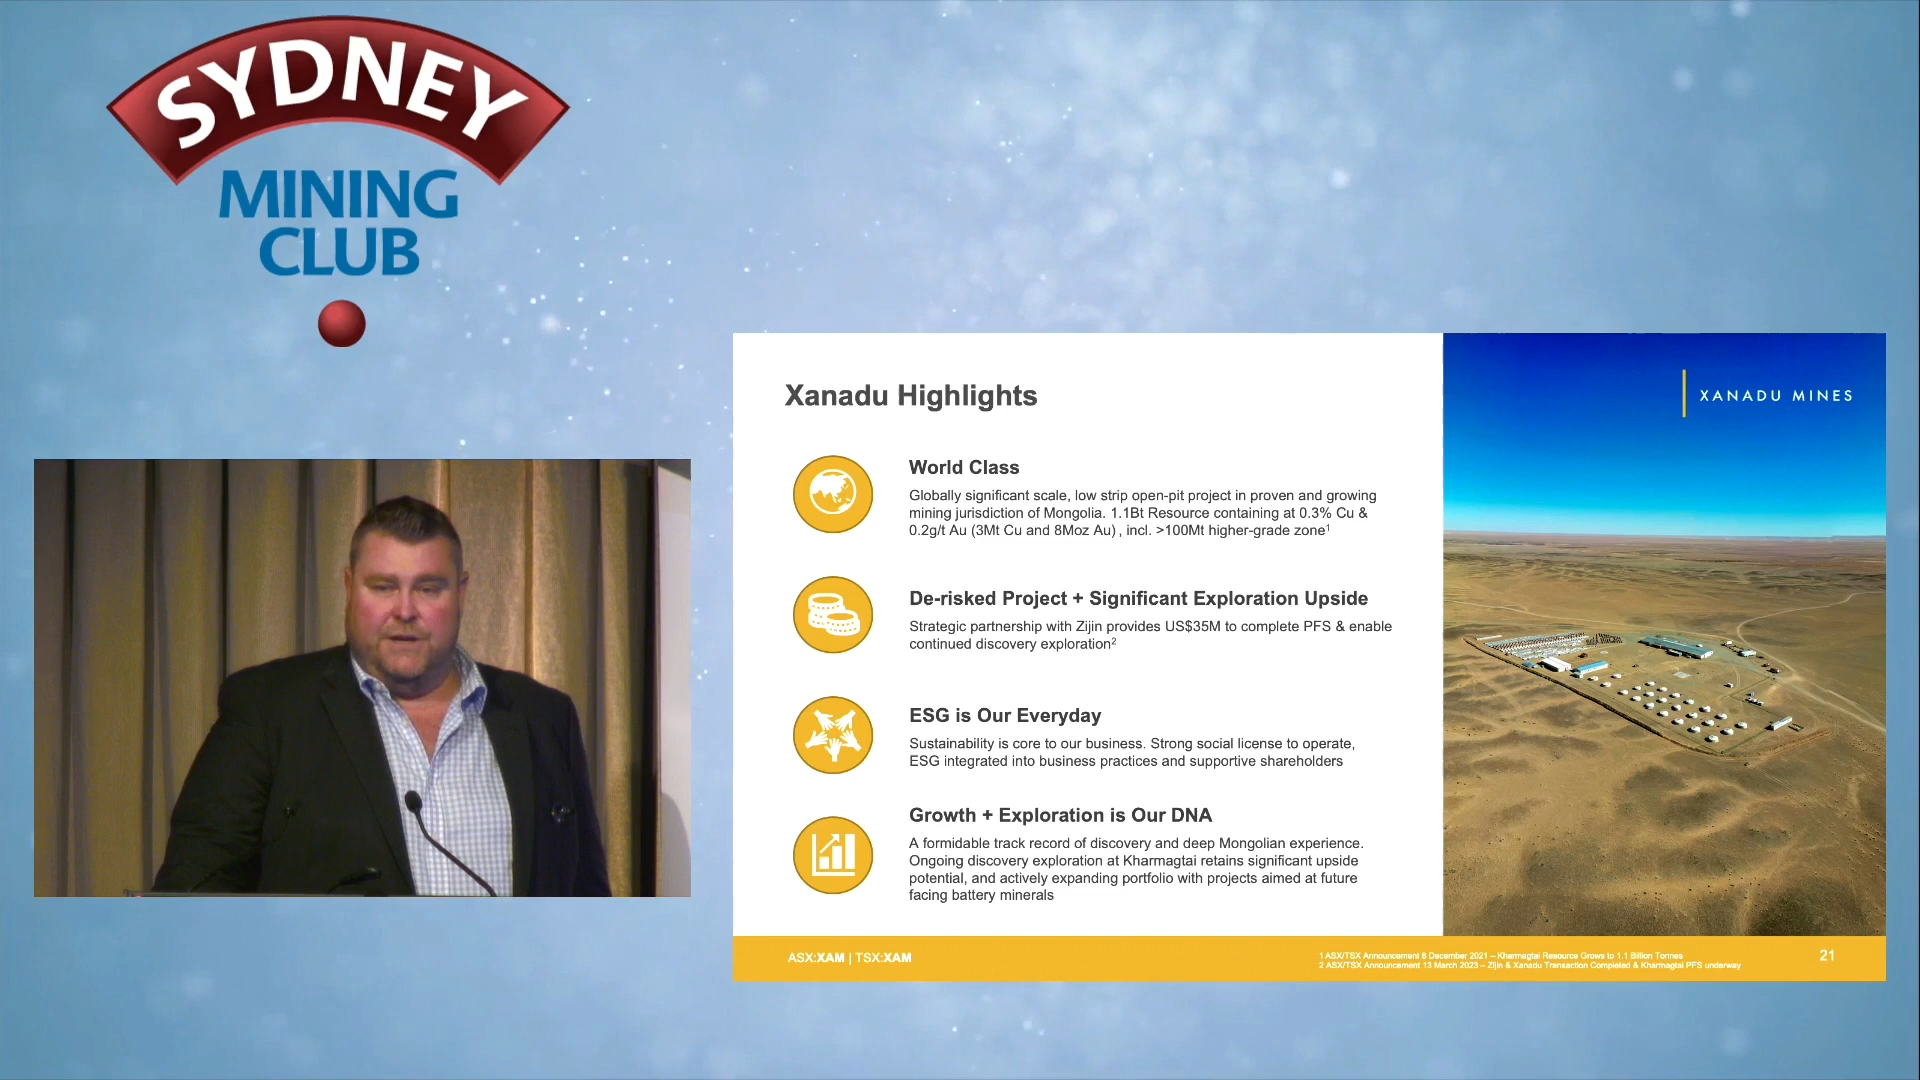 SYDNEY
MINING
CLUB
Xanadu Highlights
XANADU MINES
World Class
Globally significant scale, low strip open-pit project in proven and growing
mining jurisdiction of Mongolia. 1.1Bt Resource containing at 0.3% Cu &
0.2g/t Au (3Mt Cu and 8Moz Au) , incl. >100Mt higher-grade zone1
De-risked Project + Significant Exploration Upside
Strategic partnership with Zijin provides US$35M to complete PFS & enable
continued discovery exploration2
ESG is Our Everyday
Sustainability is core to our business. Strong social license to operate,
ESG integrated into business practices and supportive shareholders
Growth + Exploration is Our DNA
A formidable track record of discovery and deep Mongolian experience.
Ongoing discovery exploration at Kharmagtai retains significant upside
potential, and actively expanding portfolio with projects aimed at future
facing battery minerals
ASX:XAM | TSX:XAM
1 ASX/TSX Announcement 8 December 2021 – Kharmagtai Resource Grows to 1.1 Billion Tonnes
2 ASX/TSX Announcement 13 March 2023 – Zijin & Xanadu Transaction Completed & Kharmagtai PFS underway
21